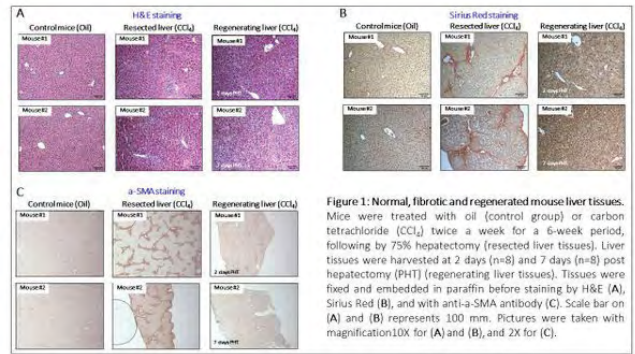 A
H&E staining
Control mice (Oil) Resected liver (CCl4) Regenerating liver (CCl4)
Mouse#1 Mouse#1 Mouse#1
2 days PHT
Mouse#2 Mouse#2 Mouse#2
7 days PHT
B
Sirius Red staining
Control mice (Oil) Resected liver (CCl4) Regenerating liver (CCl4)
Mouse#1 Mouse#1 Mouse#1
2 days PHT
Mouse#2 Mouse#2
7 days PHT
C
a-SMA staining
Control mice (Oil) Resected liver (CCl4) Regenerating liver (CCl4)
Mouse#1 Mouse#1 Mouse#1
2 days PHT
Mouse#2 Mouse#2 Mouse#2
7 days PHT
Figure 1: Normal, fibrotic and regenerated mouse liver tissues.
Mice were treated with oil (control group) or carbon
tetrachloride (CCl4) twice a week for a 6-week period,
following by 75% hepatectomy (resected liver tissues). Liver
tissues were harvested at 2 days (n=8) and 7 days (n=8) post
hepatectomy (PHT) (regenerating liver tissues). Tissues were
fixed and embedded in paraffin before staining by H&E (A),
Sirius Red (B), and with anti-a-SMA antibody (C). Scale bar on
(A) and (B) represents 100 mm. Pictures were taken with
magnification10X for (A) and (B), and 2X for (C).